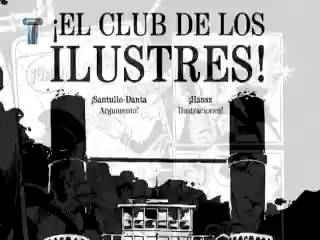 ¡EL CLUB DE LOS
ILUSTRES!
¡Santullo-Danta ¡Hansz
Argumento! Ilustraciones!